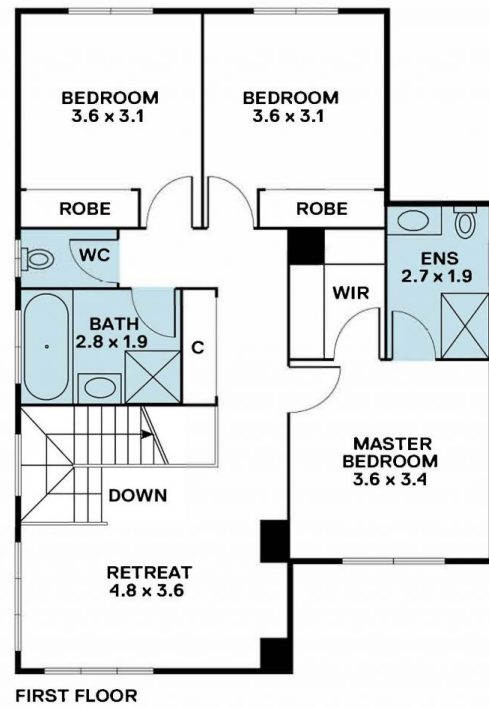 BEDROOM
3.6 x 3.1
BEDROOM
3.6 x 3.1
ROBE
ROBE
WC
ENS
2.7 x 1.9
WIR
BATH
2.8 x 1.9
C
MASTER
BEDROOM
3.6 x 3.4
DOWN
RETREAT
4.8 x 3.6
FIRST FLOOR